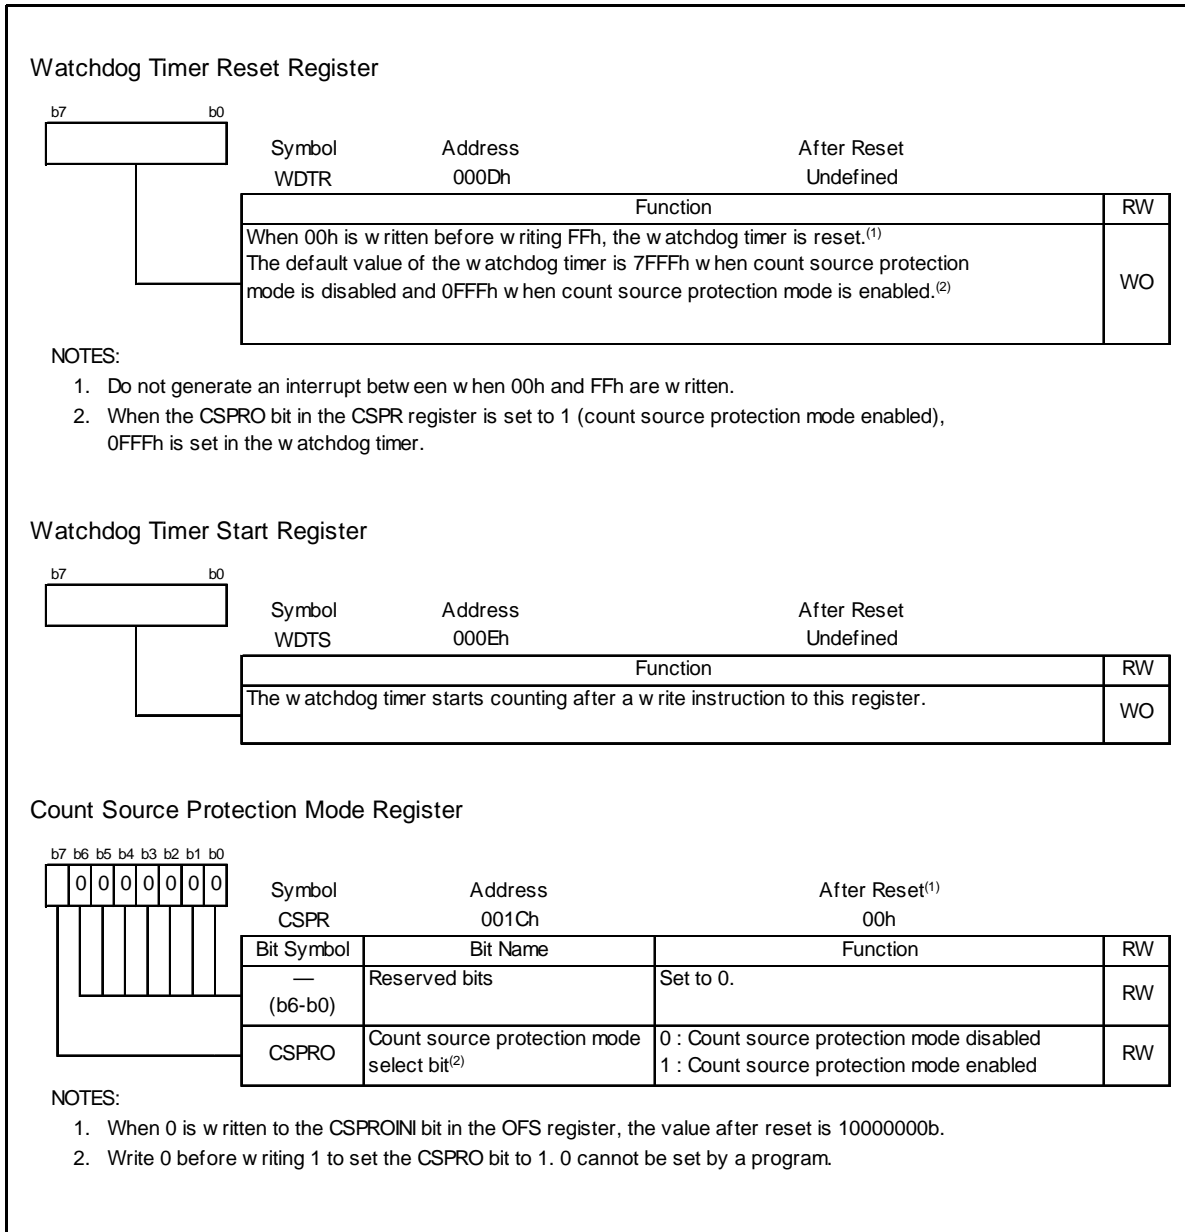 Watchdog Timer Reset Register
b7 b0
Symbol Address After Reset
WDTR 000Dh Undefined
Function RW
When 00h is written before writing FFh, the watchdog timer is reset.(1)
The default value of the watchdog timer is 7FFFh when count source protection
mode is disabled and 0FFFh when count source protection mode is enabled.(2)
WO
NOTES:
1. Do not generate an interrupt between when 00h and FFh are written.
2. When the CSPRO bit in the CSPR register is set to 1 (count source protection mode enabled),
0FFFh is set in the watchdog timer.
Watchdog Timer Start Register
b7 b0
Symbol Address After Reset
WDTS 000Eh Undefined
Function RW
The watchdog timer starts counting after a write instruction to this register.
WO
Count Source Protection Mode Register
b7 b6 b5 b4 b3 b2 b1 b0
0 0 0 0 0 0 0
Symbol Address After Reset(1)
CSPR 001Ch 00h
Bit Symbol Bit Name Function RW
— Reserved bits Set to 0. RW
(b6-b0)
CSPRO Count source protection mode 0 : Count source protection mode disabled RW
select bit(2) 1 : Count source protection mode enabled
NOTES:
1. When 0 is written to the CSPROINI bit in the OFS register, the value after reset is 10000000b.
2. Write 0 before writing 1 to set the CSPRO bit to 1. 0 cannot be set by a program.